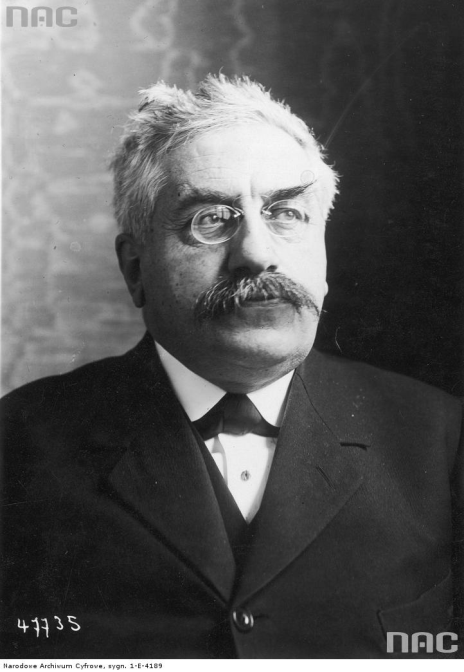 NAC
47735
NAC
Narodowe Archiwum Cyfrowe, sygn. 1-E-4189